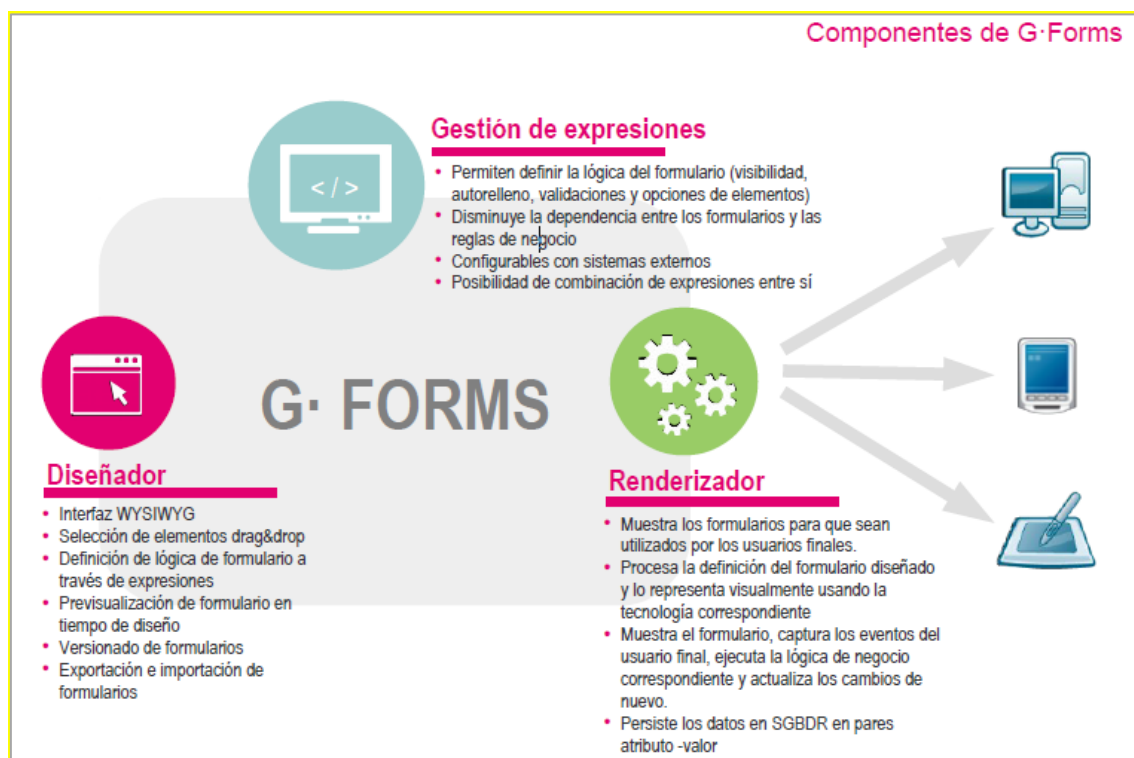 Componentes de G·Forms
Gestión de expresiones
• Permiten definir la lógica del formulario (visibilidad,
autorelleno, validaciones y opciones de elementos)
• Disminuye la dependencia entre los formularios y las
reglas de negocio
• Configurables con sistemas externos
• Posibilidad de combinación de expresiones entre sí
</>
G· FORMS
Diseñador
• Interfaz WYSIWYG
• Selección de elementos drag&drop
• Definición de lógica de formulario a
través de expresiones
• Previsualización de formulario en
tiempo de diseño
• Versionado de formularios
• Exportación e importación de
formularios
Renderizador
• Muestra los formularios para que sean
utilizados por los usuarios finales.
• Procesa la definición del formulario diseñado
y lo representa visualmente usando la
tecnología correspondiente
• Muestra el formulario, captura los eventos del
usuario final, ejecuta la lógica de negocio
correspondiente y actualiza los cambios de
nuevo.
• Persiste los datos en SGBDR en pares
atributo -valor